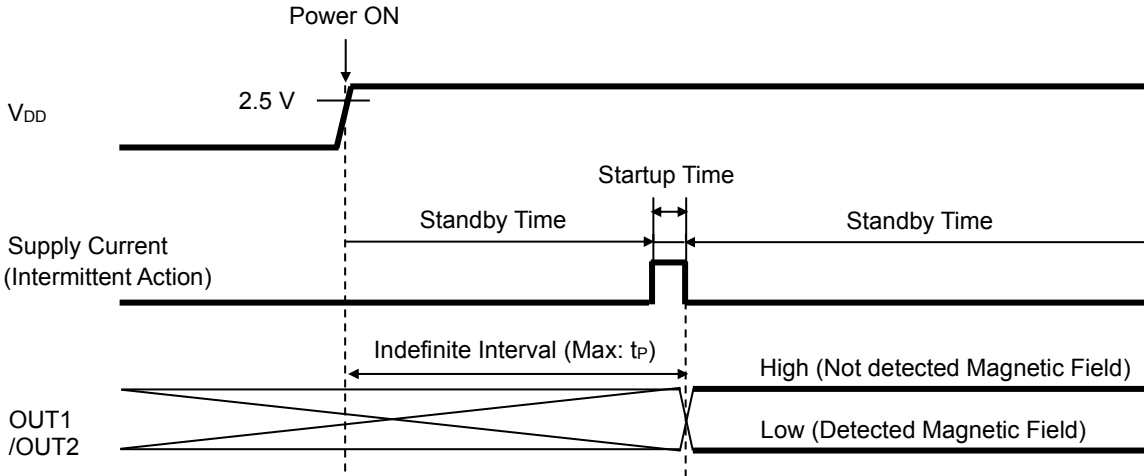 Power ON
2.5 V
VDD
Startup Time
Standby Time
Standby Time
Supply Current
(Intermittent Action)
Indefinite Interval (Max: tP)
High (Not detected Magnetic Field)
OUT1
/OUT2
Low (Detected Magnetic Field)